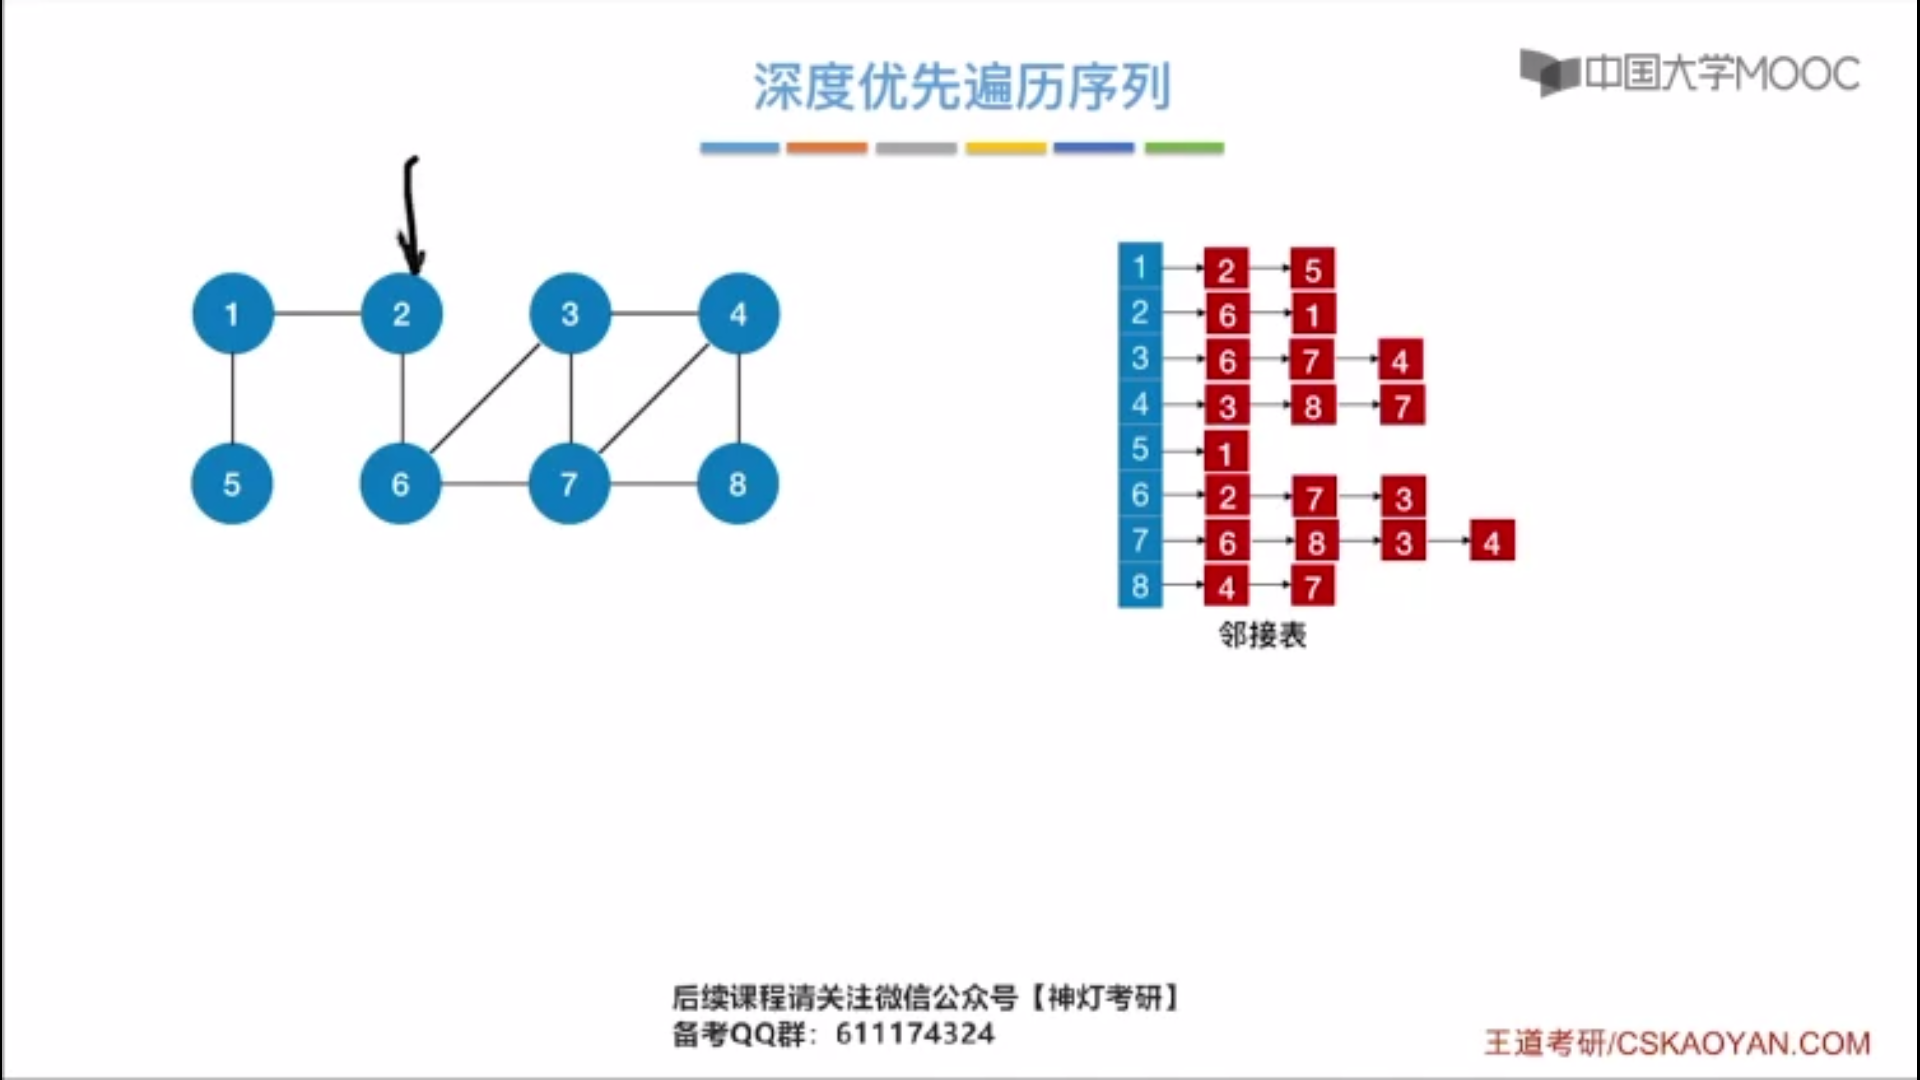 深度优先遍历序列
中国大学MOOC
1 2 3 4
5 6 7 8
1 2 5
2 6 1
3 6 7 4
4 3 8 7
5 1
6 2 7 3
7 6 8 3 4
8 4 7
邻接表
后续课程请关注微信公众号【神灯考研】
备考QQ群：611174324
王道考研/CSKAOYAN.COM